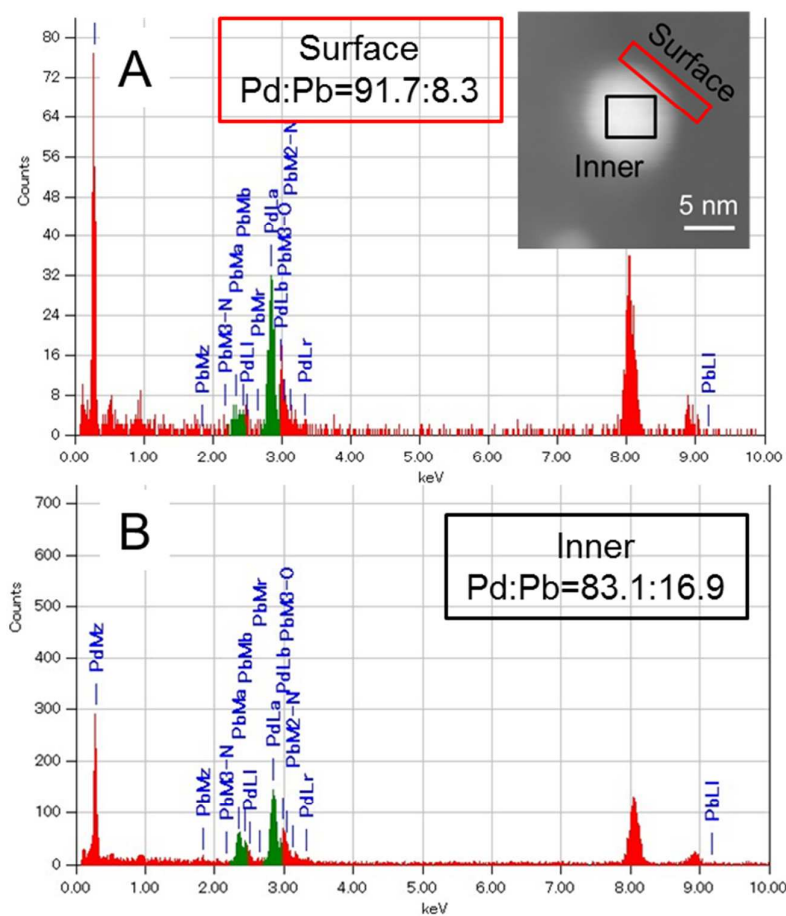 A
Surface
Pd:Pb=91.7:8.3
Surface
Inner
5 nm
Counts
80
72
64
56
48
40
32
24
16
8
0
PbMz
PbM3-N
PbMa
PbMb
PdLl
PbMr
PdLa
PdLb
PbM3-O
PbM2-N
PdLr
PbLl
0.00 1.00 2.00 3.00 4.00 5.00 6.00 7.00 8.00 9.00 10.00
keV
B
Inner
Pd:Pb=83.1:16.9
Counts
700
600
500
400
300
200
100
0
PdMz
PbMz
PbM3-N
PbMa
PbMb
PdLl
PbMr
PdLa
PdLb
PbM3-O
PbM2-N
PdLr
PbLl
0.00 1.00 2.00 3.00 4.00 5.00 6.00 7.00 8.00 9.00 10.00
keV